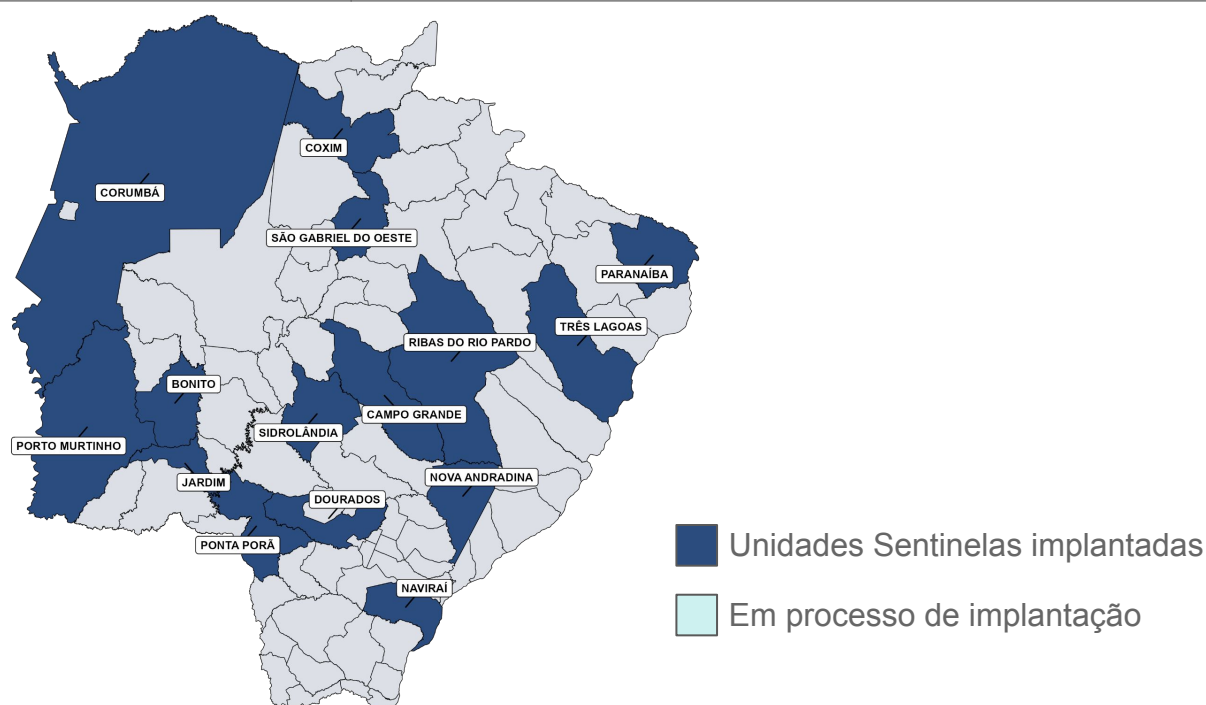 COXIM
CORUMBÁ
SÃO GABRIEL DO OESTE
PARANAÍBA
TRÊS LAGOAS
RIBAS DO RIO PARDO
BONITO
CAMPO GRANDE
SIDROLÂNDIA
PORTO MURTINHO
NOVA ANDRADINA
JARDIM
DOURADOS
PONTA PORÃ
NAVIRAÍ
Unidades Sentinelas implantadas
Em processo de implantação